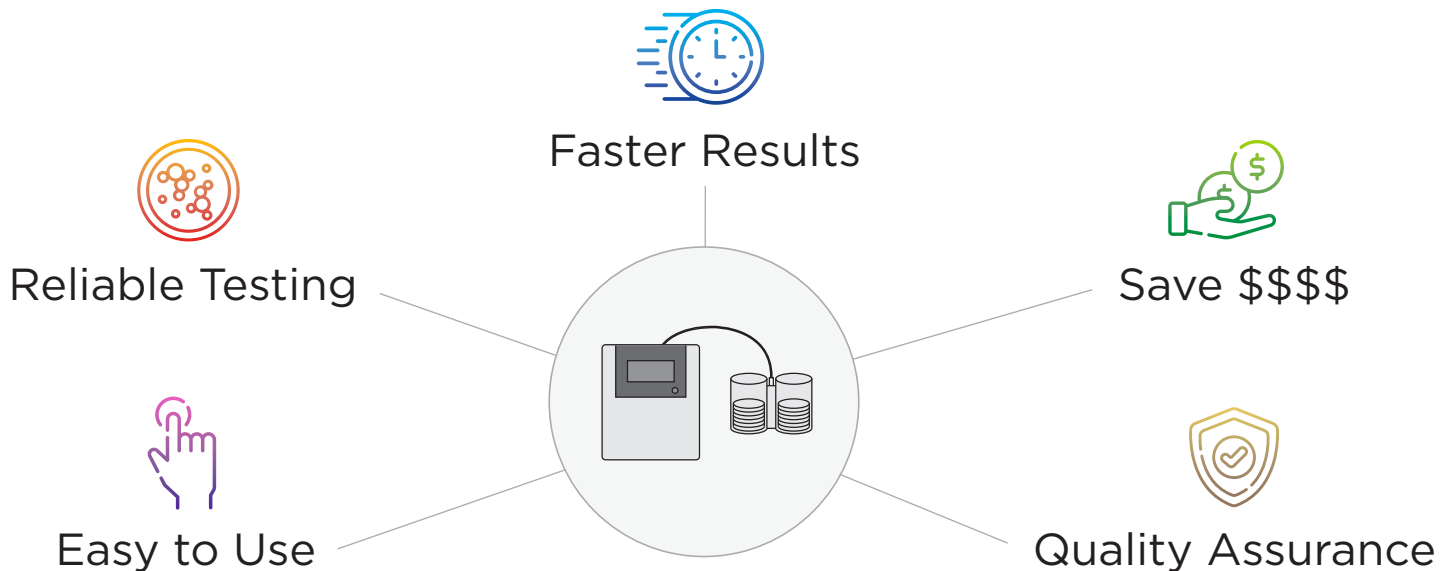 Faster Results
Reliable Testing
Save $$$$
Easy to Use
Quality Assurance